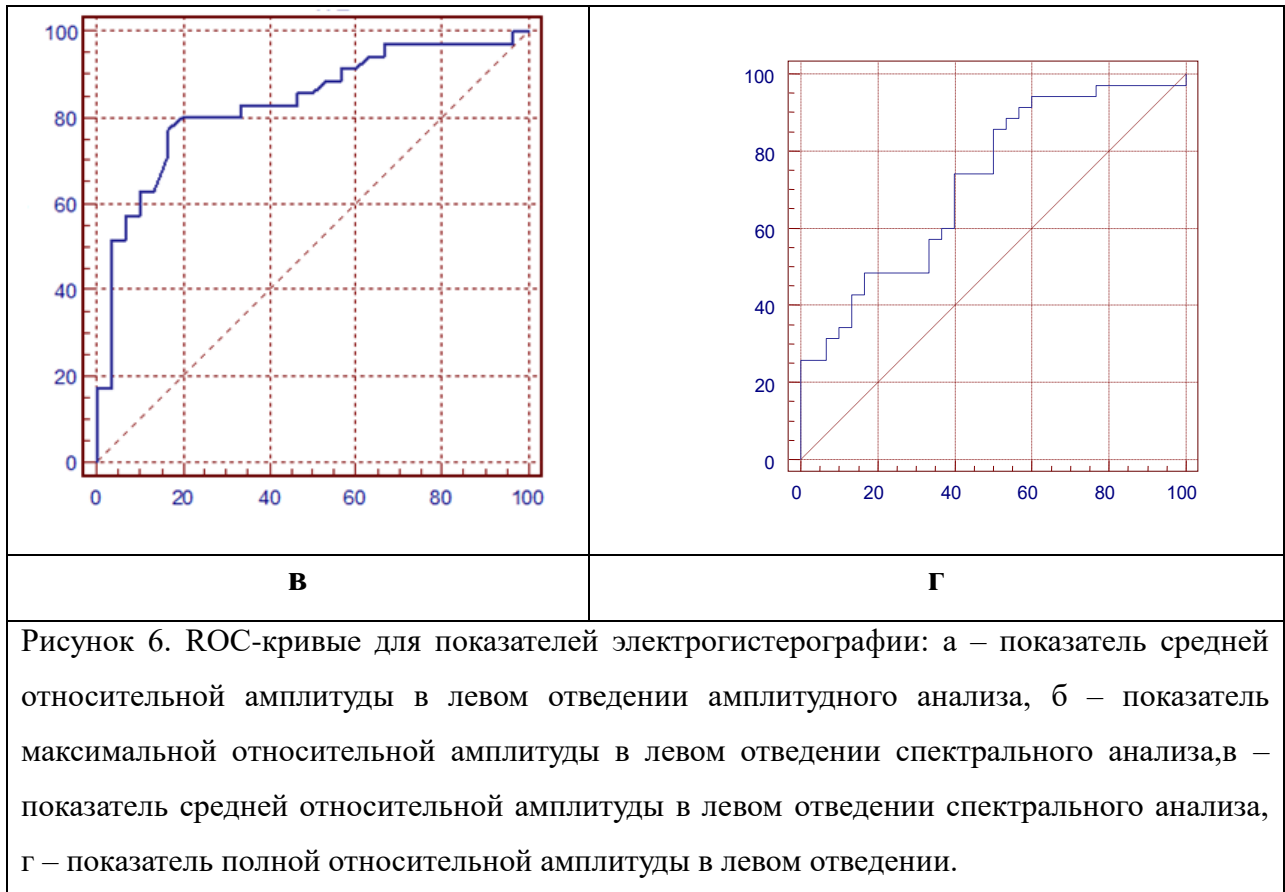 100
80
60
40
20
0
0 20 40 60 80 100
100
80
60
40
20
0
0 20 40 60 80 100
в
г
Рисунок 6. ROC-кривые для показателей электрогистерографии: а – показатель средней
относительной амплитуды в левом отведении амплитудного анализа, б – показатель
максимальной относительной амплитуды в левом отведении спектрального анализа,в –
показатель средней относительной амплитуды в левом отведении спектрального анализа,
г – показатель полной относительной амплитуды в левом отведении.